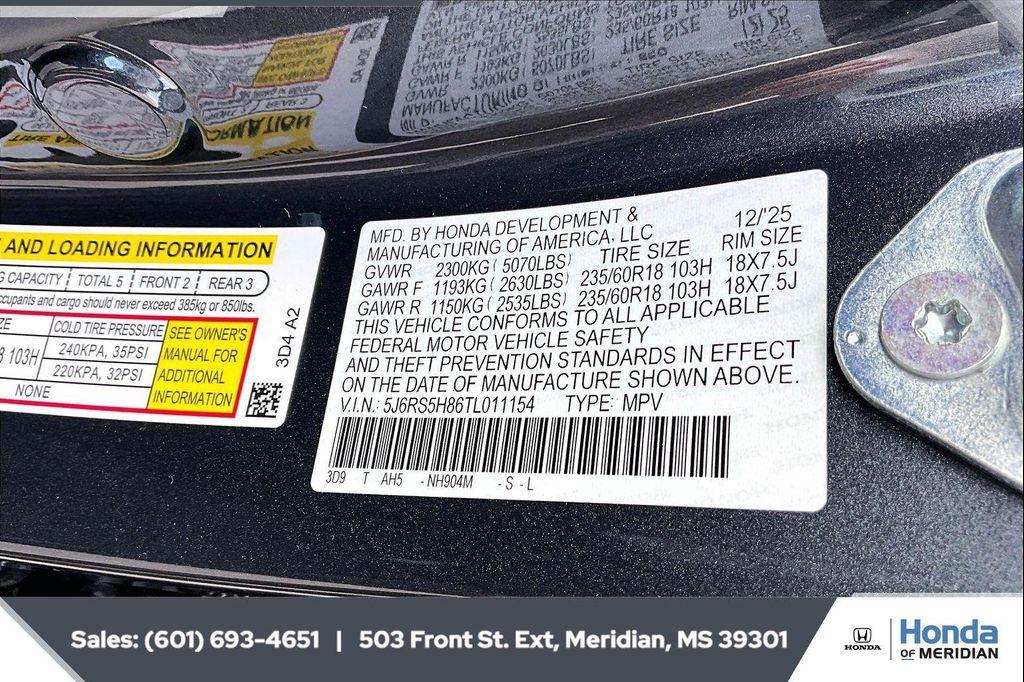 MFD. BY HONDA DEVELOPMENT & 12/'25
MANUFACTURING OF AMERICA, LLC
TIRE SIZE RIM SIZE
GVWR 2300KG ( 5070LBS)
GAWR F 1193KG ( 2630LBS) 235/60R18 103H 18X7.5J
GAWR R 1150KG ( 2535LBS) 235/60R18 103H 18X7.5J
THIS VEHICLE CONFORMS TO ALL APPLICABLE
FEDERAL MOTOR VEHICLE SAFETY
AND THEFT PREVENTION STANDARDS IN EFFECT
ON THE DATE OF MANUFACTURE SHOWN ABOVE.
V.I.N.: 5J6RS5H86TL011154 TYPE: MPV
3D9 T AH5 -NH904M -S-L
AND LOADING INFORMATION
CAPACITY TOTAL 5 FRONT 2 REAR 3
occupants and cargo should never exceed 385kg or 850lbs.
COLD TIRE PRESSURE
103H 240KPA, 35PSI
220KPA, 32PSI
NONE
SEE OWNER'S
MANUAL FOR
ADDITIONAL
INFORMATION
3D4 A2
Sales: (601) 693-4651 | 503 Front St. Ext, Meridian, MS 39301
HONDA
Honda
OF MERIDIAN